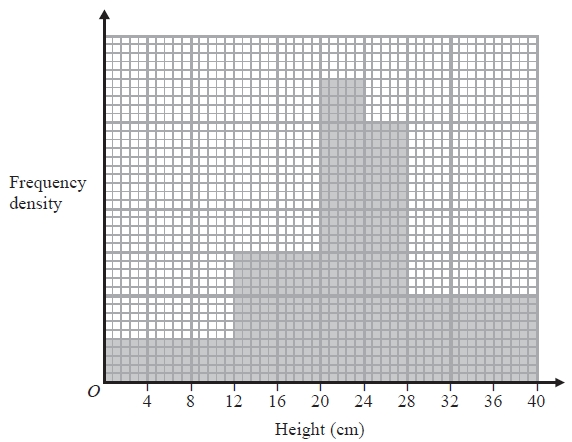 Frequency
density
O
4 8 12 16 20 24 28 32 36 40
Height (cm)